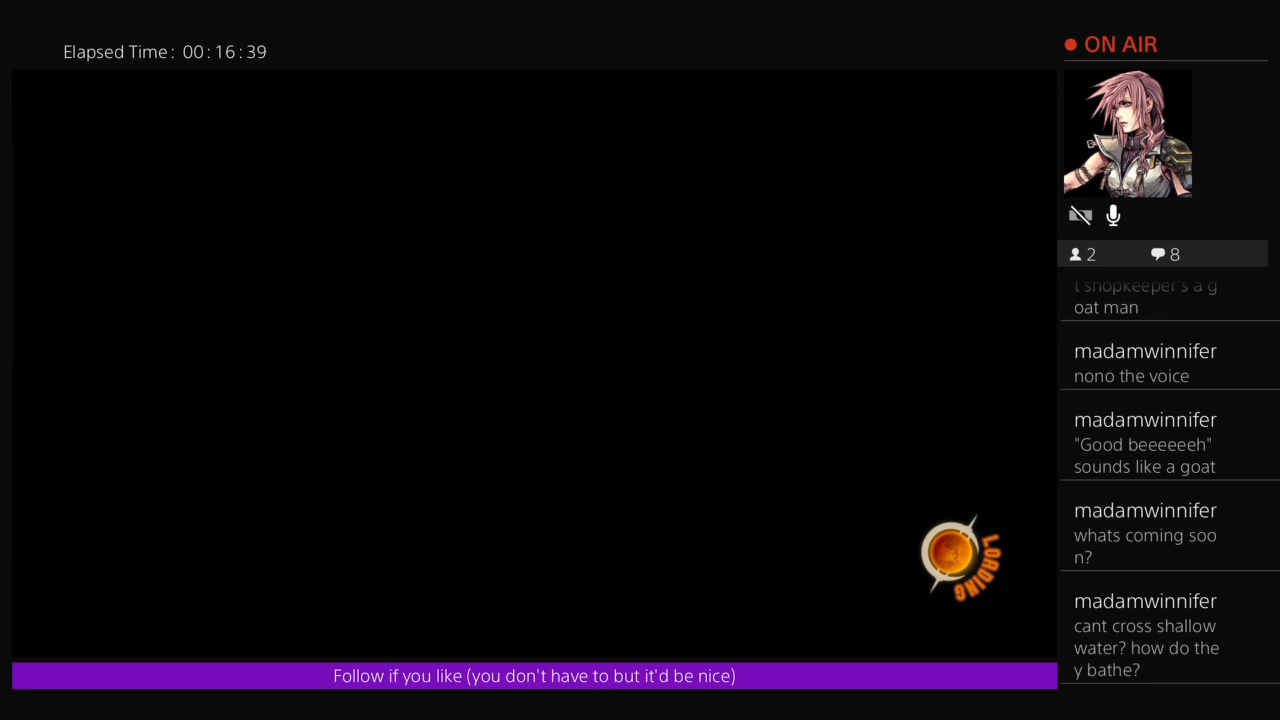 Elapsed Time: 00:16:39
ON AIR
2
8
t shopkeeper's a g
oat man
madamwinnifer
nono the voice
madamwinnifer
"Good beeeeeeh"
sounds like a goat
madamwinnifer
whats coming soo
n?
madamwinnifer
cant cross shallow
water? how do the
y bathe?
LOADING
Follow if you like (you don't have to but it'd be nice)